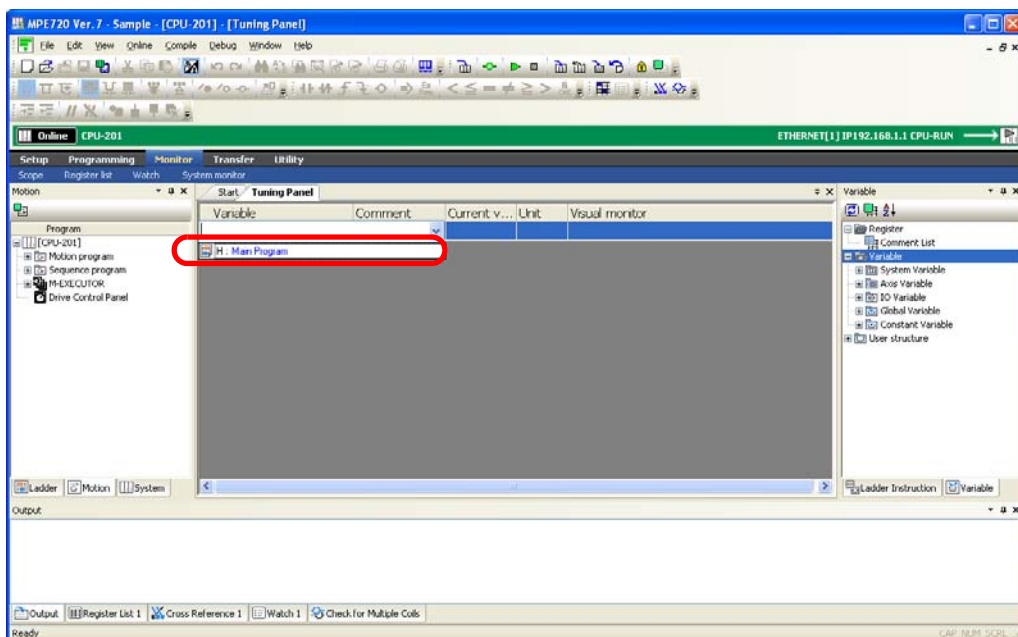 MPE720 Ver. 7 - Sample - [CPU-201] - [Tuning Panel]
File Edit View Online Compile Debug Window Help
Online CPU-201 ETHERNET[1] IP192.168.1.1 CPU-RUN
Setup Programming Monitor Transfer Utility
Scope Register list Watch System monitor
Motion
Start Tuning Panel
Variable
Program
[CPU-201]
Motion program
Sequence program
M-EXECUTOR
Drive Control Panel
Variable Comment Current v... Unit Visual monitor
H : Main Program
Register
Comment List
Variable
System Variable
Axis Variable
IO Variable
Global Variable
Constant Variable
User structure
Ladder Motion System
Ladder Instruction Variable
Output
Output Register List 1 Cross Reference 1 Watch 1 Check for Multiple Coils
Ready CAP NUM SCRL